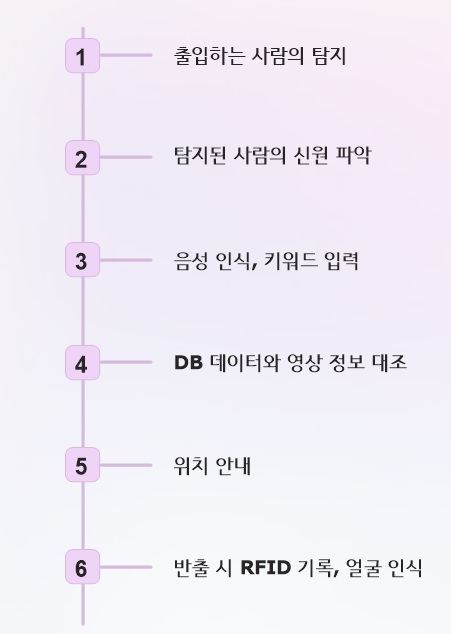 1 출입하는 사람의 탐지
2 탐지된 사람의 신원 파악
3 음성 인식, 키워드 입력
4 DB 데이터와 영상 정보 대조
5 위치 안내
6 반출 시 RFID 기록, 얼굴 인식